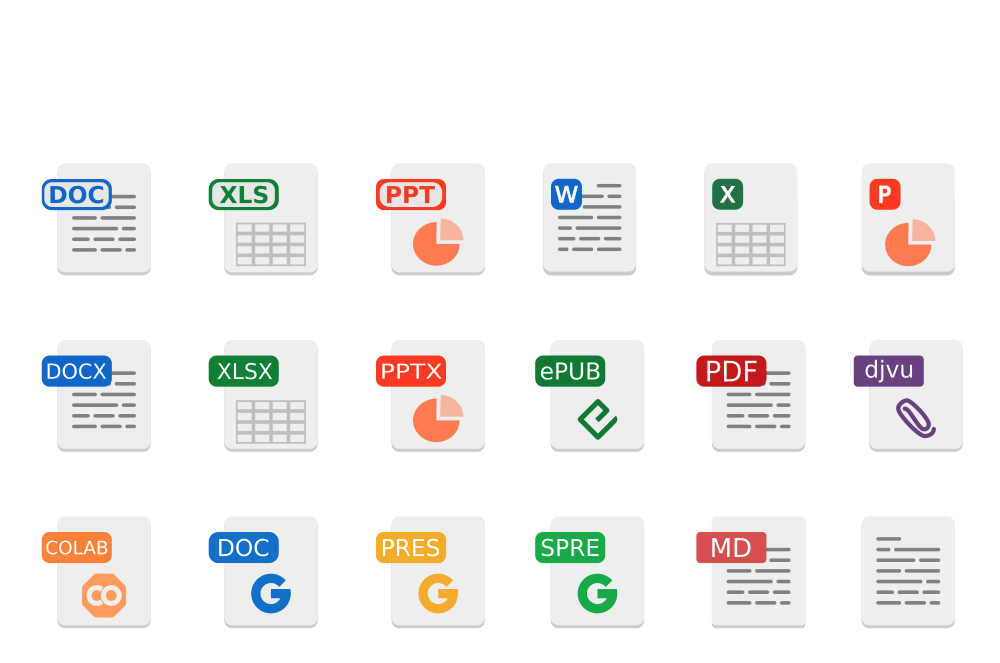 DOC XLS PPT W X P
DOCX XLSX PPTX ePUB PDF djvu
COLAB DOC PRES SPRE MD